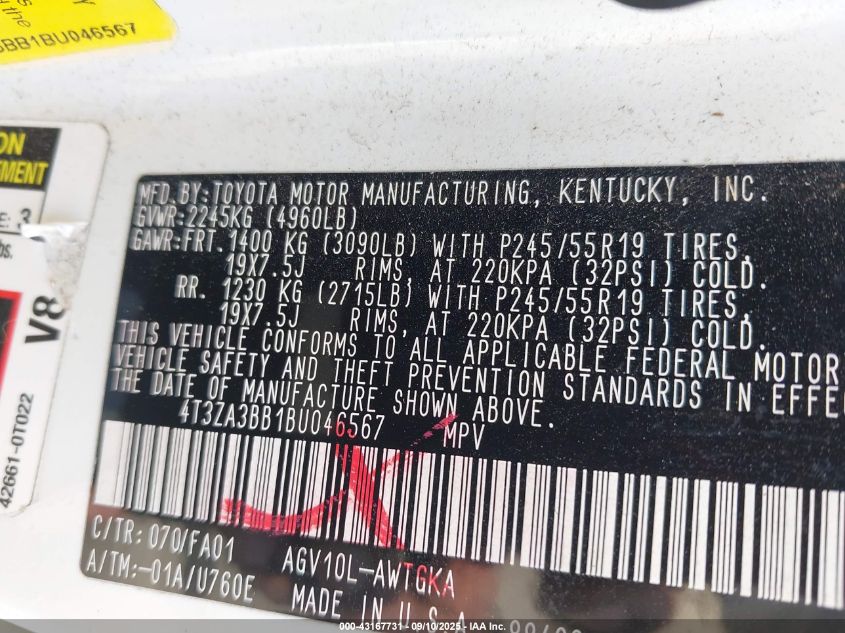 the
BB1BU046567
ON
MENT
E: 3
bs.
V8
42661-0T022
MFD.BY:TOYOTA MOTOR MANUFACTURING, KENTUCKY, INC.
GVWR:2245KG (4960LB)
GAWR:FRT. 1400 KG (3090LB) WITH P245/55R19 TIRES,
19X7.5J RIMS, AT 220KPA (32PSI) COLD.
RR. 1230 KG (2715LB) WITH P245/55R19 TIRES,
19X7.5J RIMS, AT 220KPA (32PSI) COLD.
THIS VEHICLE CONFORMS TO ALL APPLICABLE FEDERAL MOTOR
VEHICLE SAFETY AND THEFT PREVENTION STANDARDS IN EFFE
THE DATE OF MANUFACTURE SHOWN ABOVE.
4T3ZA3BB1BU046567 MPV
C/TR: 070/FA01 AGV10L-AWTGKA
A/TM:-01A/U760E MADE IN U.S.A.
000-43167731 - 09/10/2025 - IAA Inc.